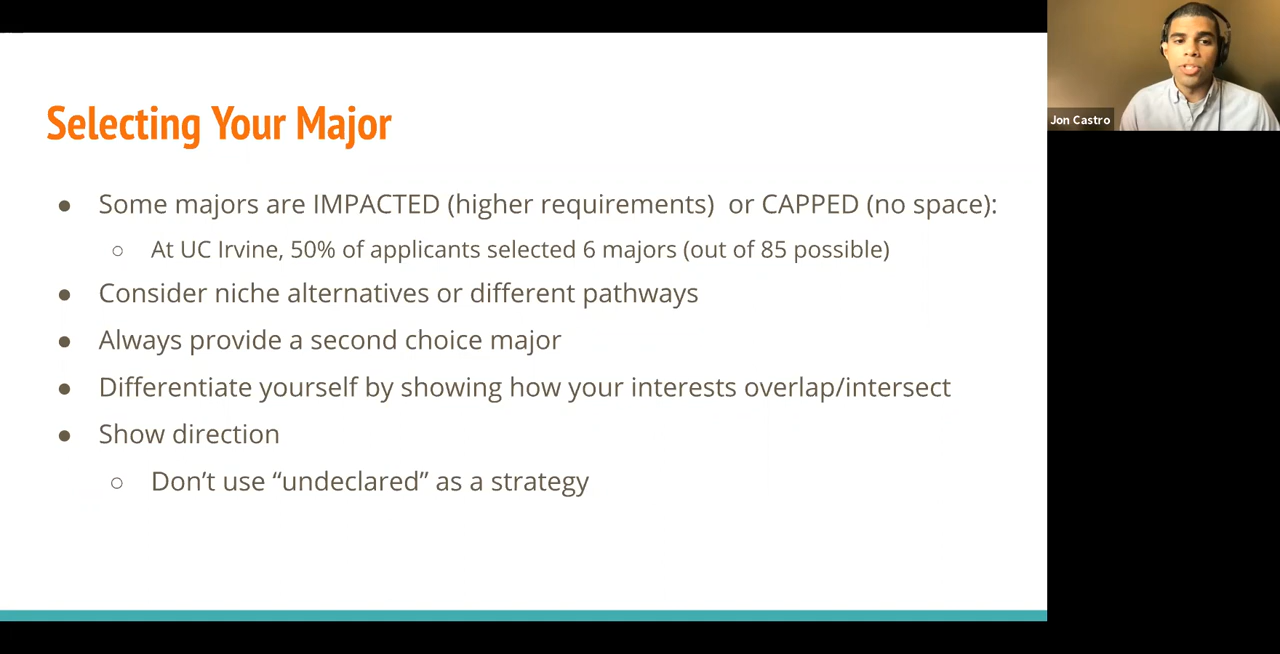 Selecting Your Major
● Some majors are IMPACTED (higher requirements) or CAPPED (no space):
○ At UC Irvine, 50% of applicants selected 6 majors (out of 85 possible)
● Consider niche alternatives or different pathways
● Always provide a second choice major
● Differentiate yourself by showing how your interests overlap/intersect
● Show direction
○ Don’t use “undeclared” as a strategy
Jon Castro